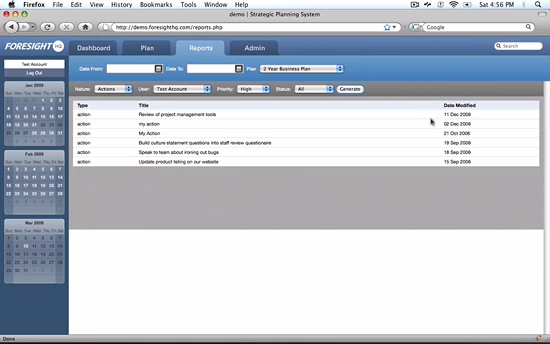 Firefox File Edit View History Bookmarks Tools Window Help Sat 4:56 PM
demo | Strategic Planning System
http://demo.foresighthq.com/reports.php
Google
FORESIGHT HQ Dashboard Plan Reports Admin Search
Test Account
Log Out
Date From: Date To: Plan 2 Year Business Plan
Nature: Actions User: Test Account Priority: High Status: All Generate
Type Title Date Modified
action Review of project management tools 11 Dec 2008
action my action 02 Dec 2008
action My Action 21 Oct 2008
action Build culture statement questions into staff review questionaire 19 Sep 2008
action Speak to team about ironing out bugs 18 Sep 2008
action Update product listing on our website 15 Sep 2008
Jan 2009
Feb 2009
Mar 2009
Done